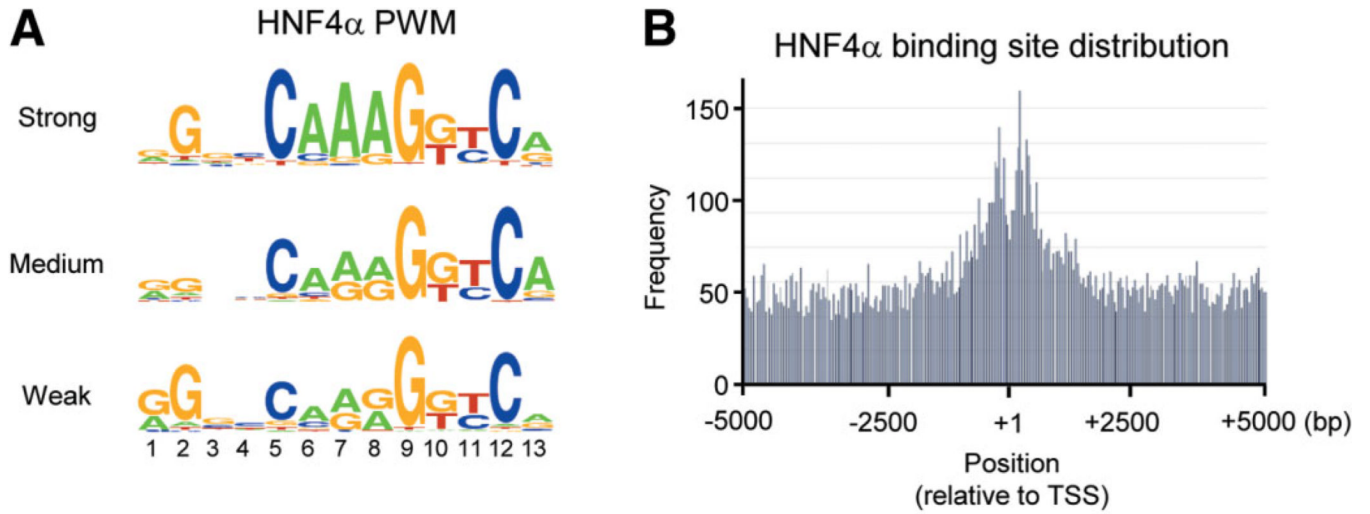 A
HNF4α PWM
Strong
Medium
Weak
1 2 3 4 5 6 7 8 9 10 11 12 13
B
HNF4α binding site distribution
Frequency
150
100
50
0
-5000 -2500 +1 +2500 +5000 (bp)
Position
(relative to TSS)